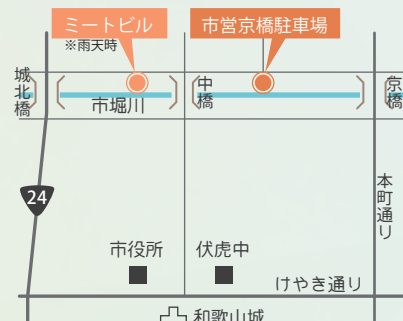 ミートビル
※雨天時
市営京橋駐車場
城北橋
中橋
京橋
市堀川
24
本町通り
市役所
伏虎中
けやき通り
和歌山城